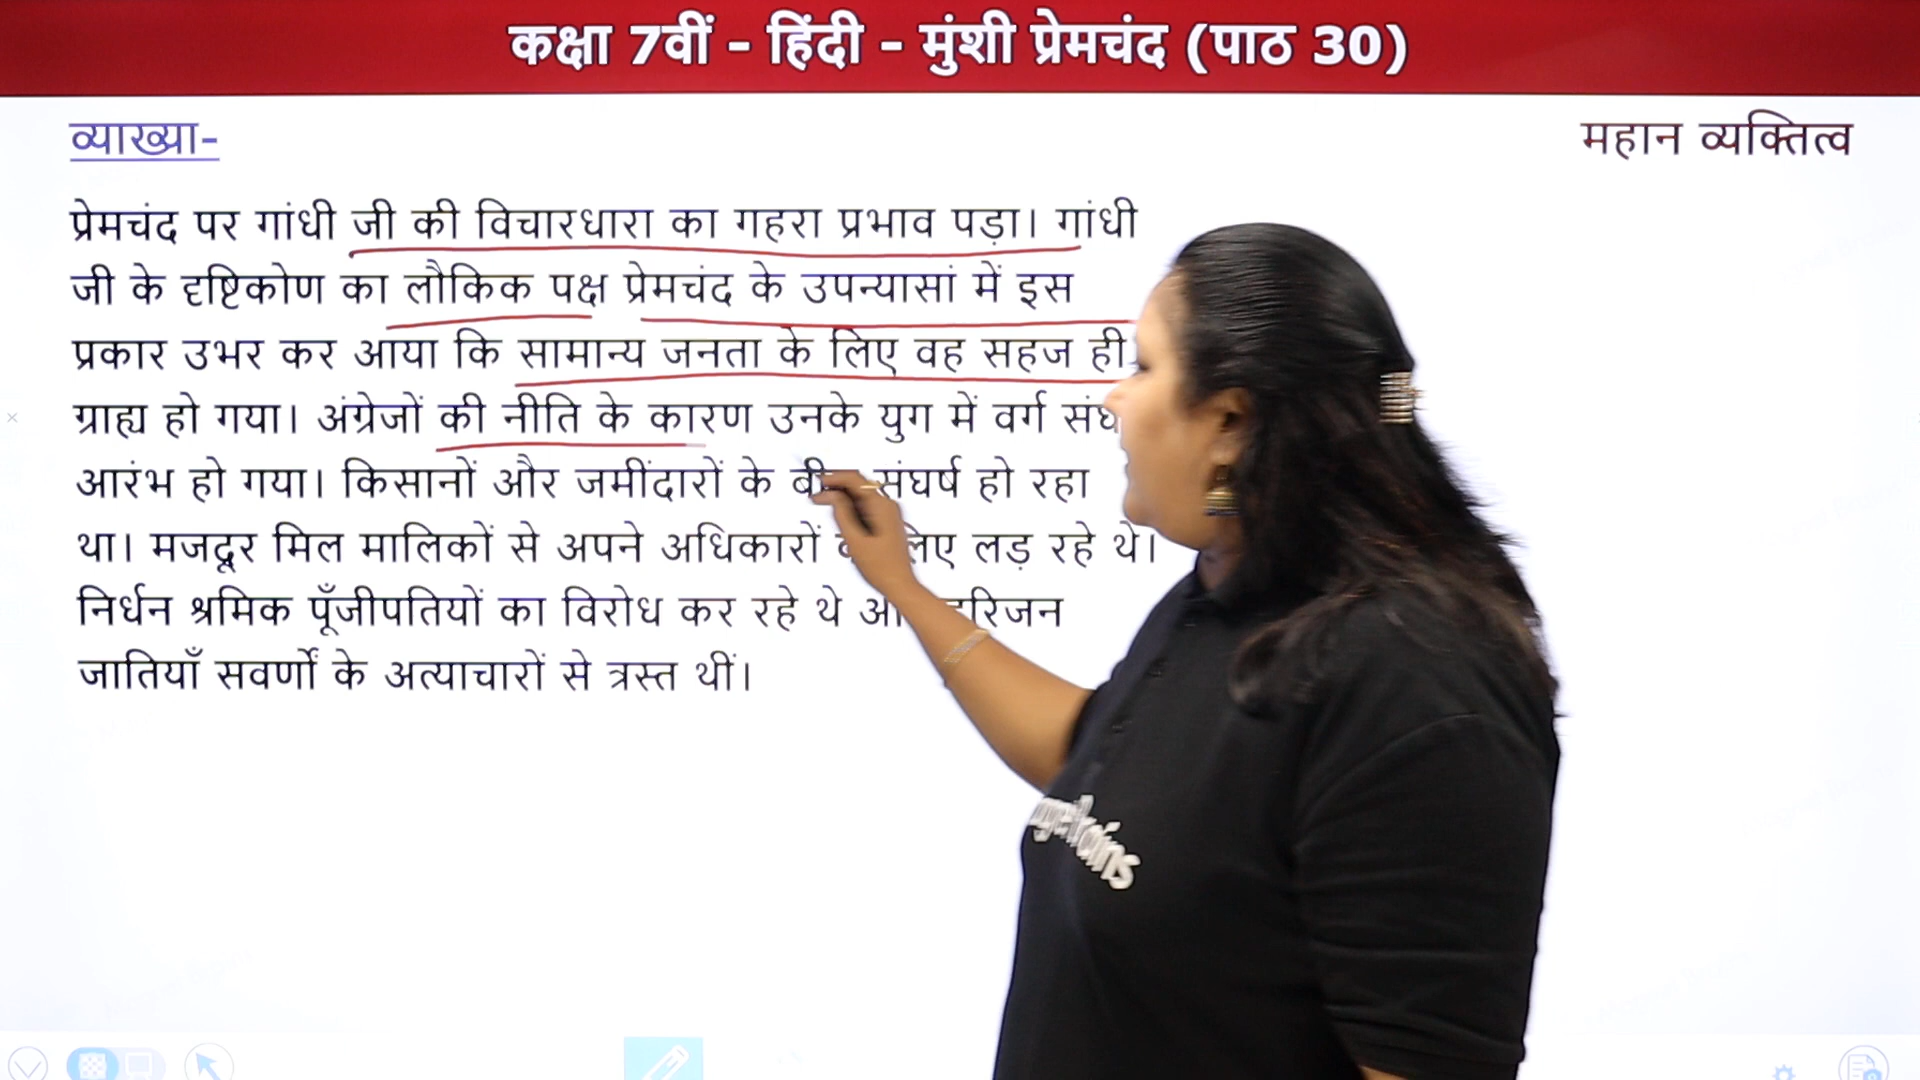 कक्षा 7वीं - हिंदी - मुंशी प्रेमचंद (पाठ 30)
व्याख्या-
महान व्यक्तित्व
प्रेमचंद पर गांधी जी की विचारधारा का गहरा प्रभाव पड़ा। गांधी
जी के दृष्टिकोण का लौकिक पक्ष प्रेमचंद के उपन्यासां में इस
प्रकार उभर कर आया कि सामान्य जनता के लिए वह सहज ही
ग्राह्य हो गया। अंग्रेजों की नीति के कारण उनके युग में वर्ग
आरंभ हो गया। किसानों और जमींदारों के संघर्ष हो रहा
था। मजदूर मिल मालिकों से अपने अधिकारों लिए लड़ रहे थे।
निर्धन श्रमिक पूँजीपतियों का विरोध कर रहे थे हरिजन
जातियाँ सवर्णों के अत्याचारों से त्रस्त थीं।